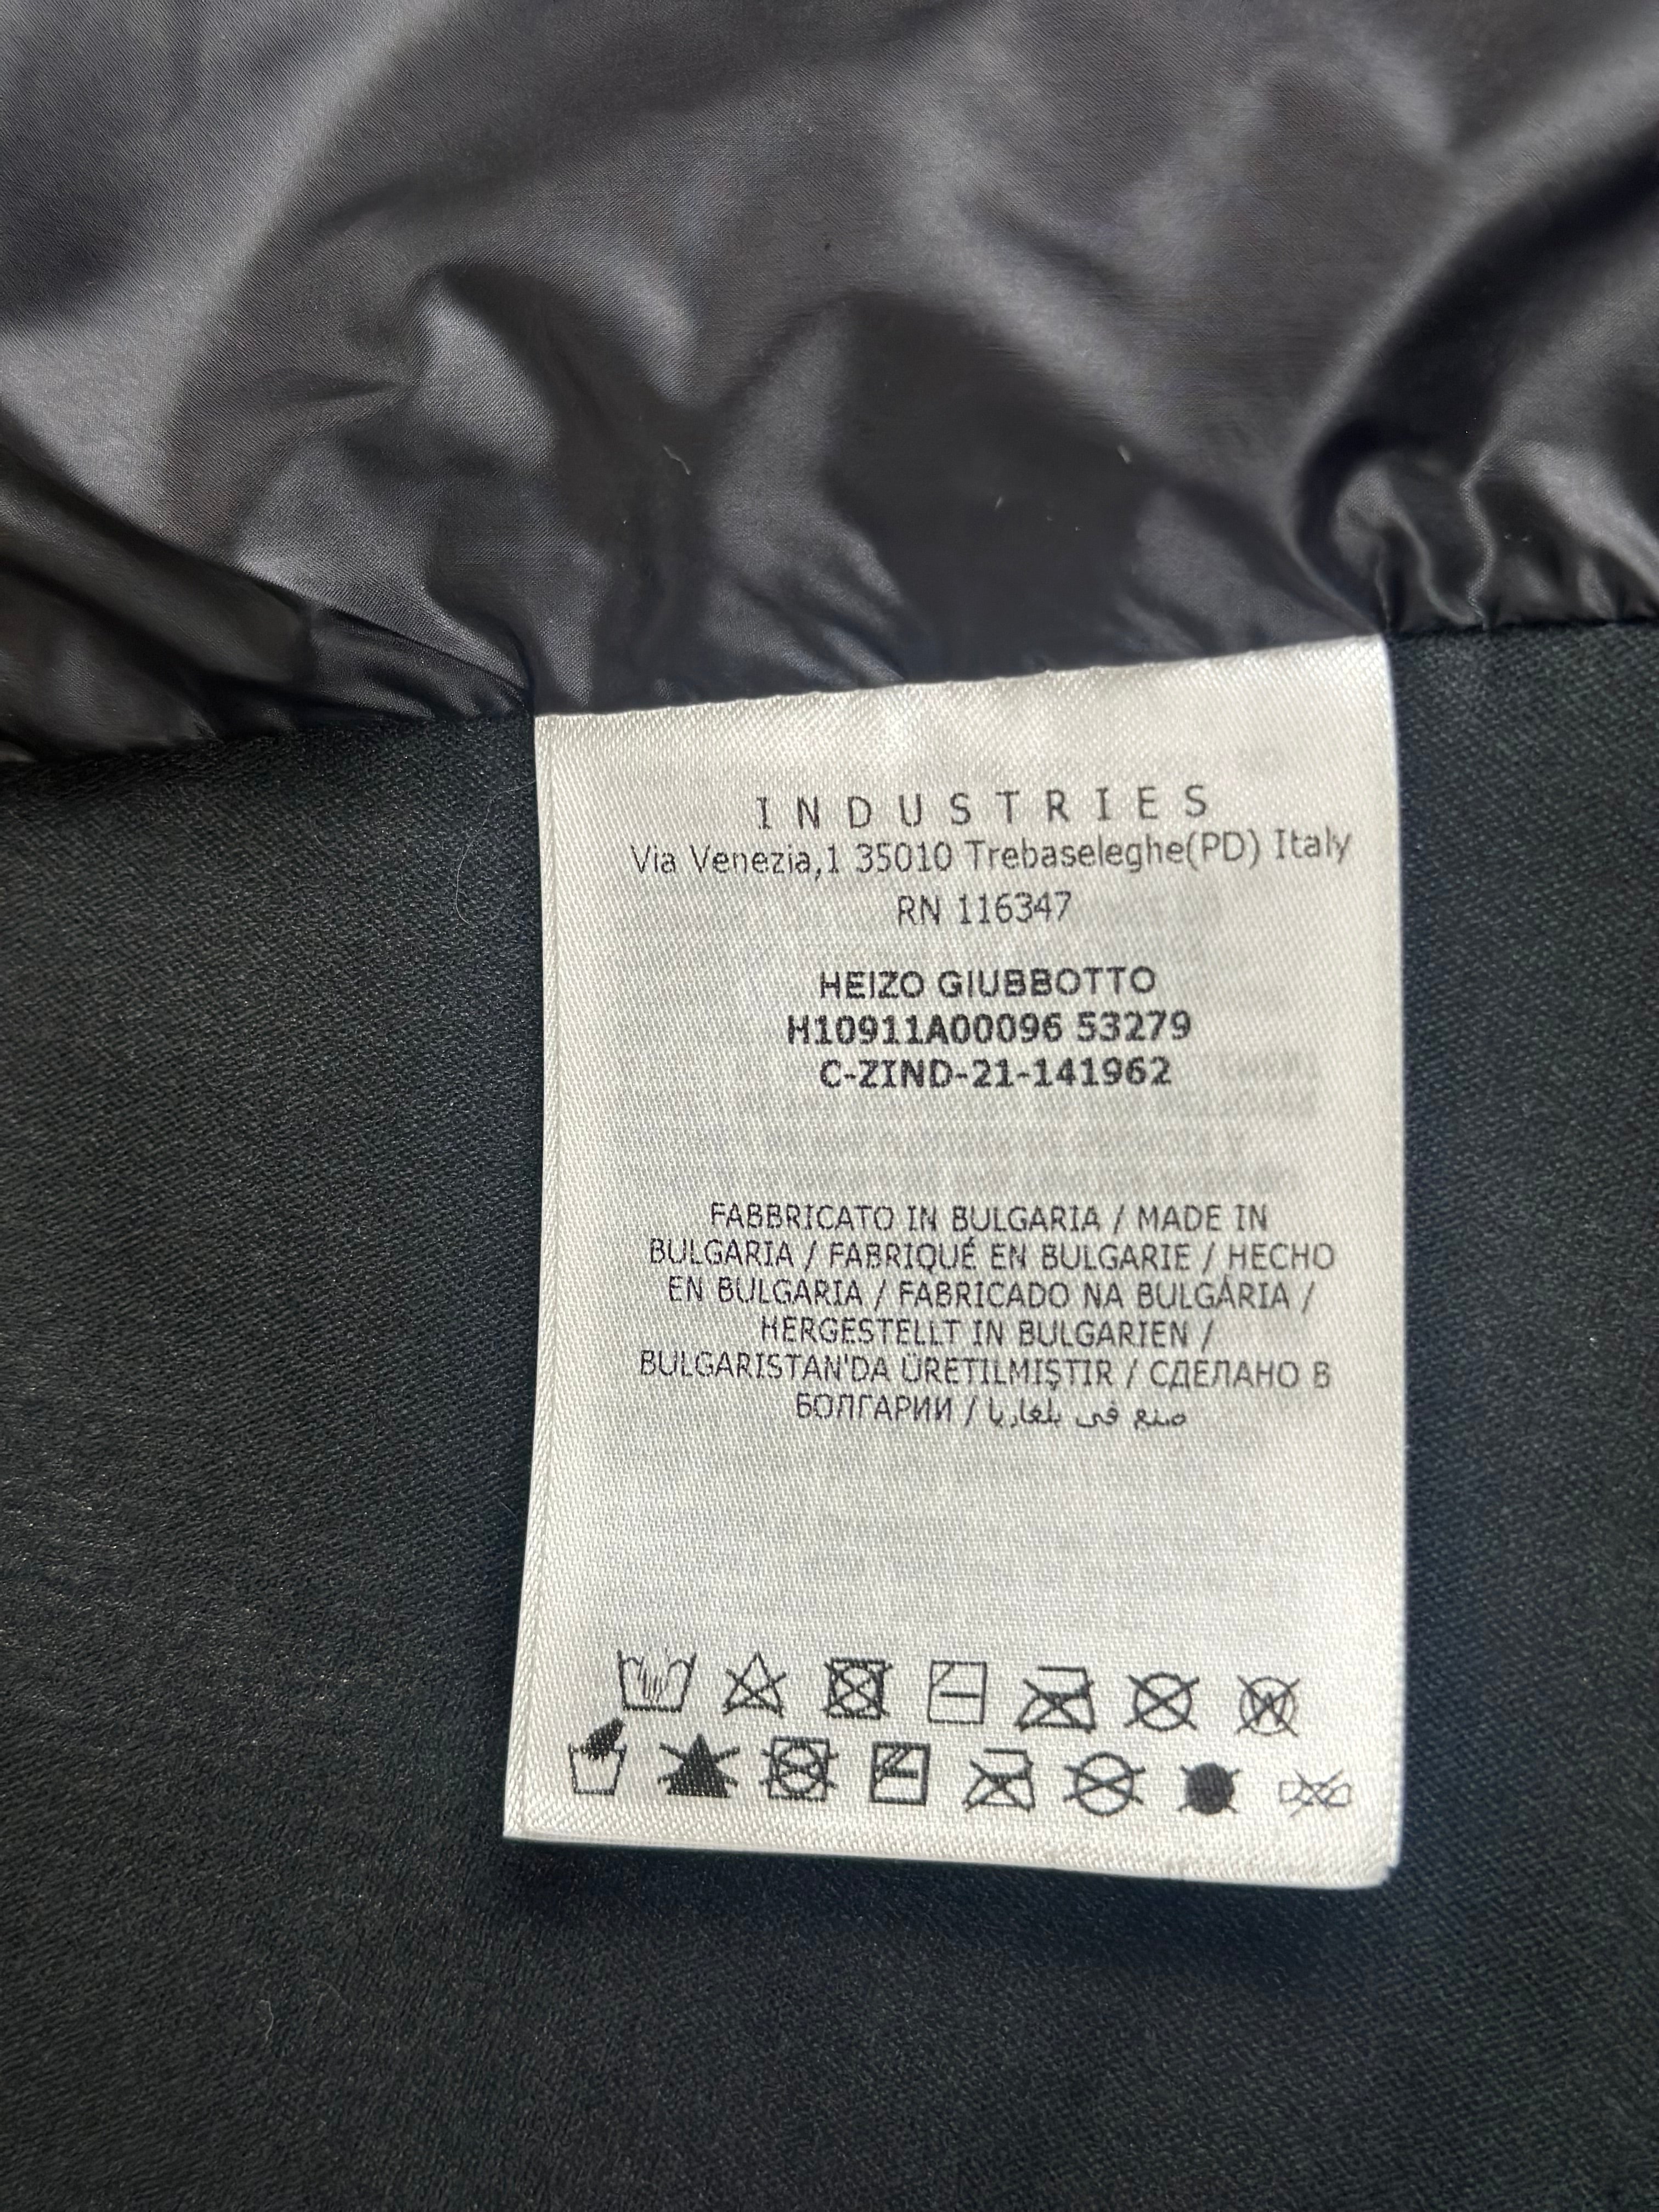 INDUSTRIES
Via Venezia,1 35010 Trebaseleghe(PD) Italy
RN 116347
HEIZO GIUBBOTTO
H10911A00096 53279
C-ZIND-21-141962
FABBRICATO IN BULGARIA / MADE IN
BULGARIA / FABRIQUÉ EN BULGARIE / HECHO
EN BULGARIA / FABRICADO NA BULGÁRIA /
HERGESTELLT IN BULGARIEN /
BULGARISTAN'DA ÜRETILMIŞTIR / СДЕЛАНО В
БОЛГАРИИ / صنع في بلغاريا
W